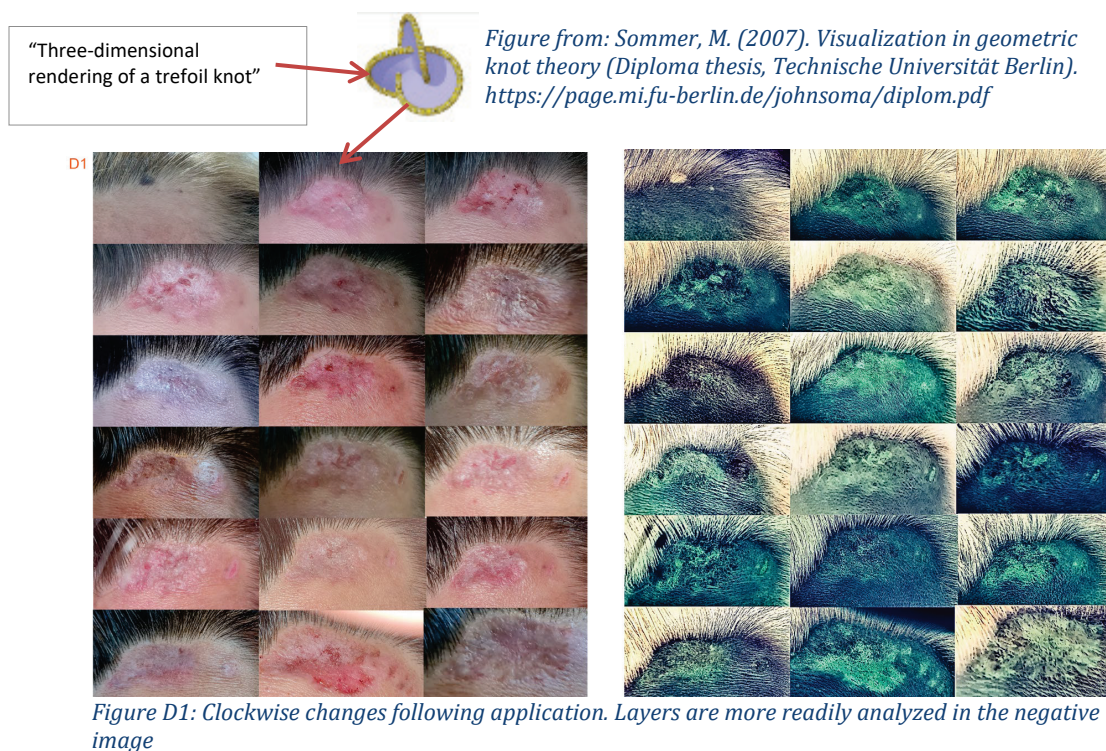 “Three-dimensional
rendering of a trefoil knot”
Figure from: Sommer, M. (2007). Visualization in geometric
knot theory (Diploma thesis, Technische Universität Berlin).
https://page.mi.fu-berlin.de/johnsoma/diplom.pdf
D1
Figure D1: Clockwise changes following application. Layers are more readily analyzed in the negative
image